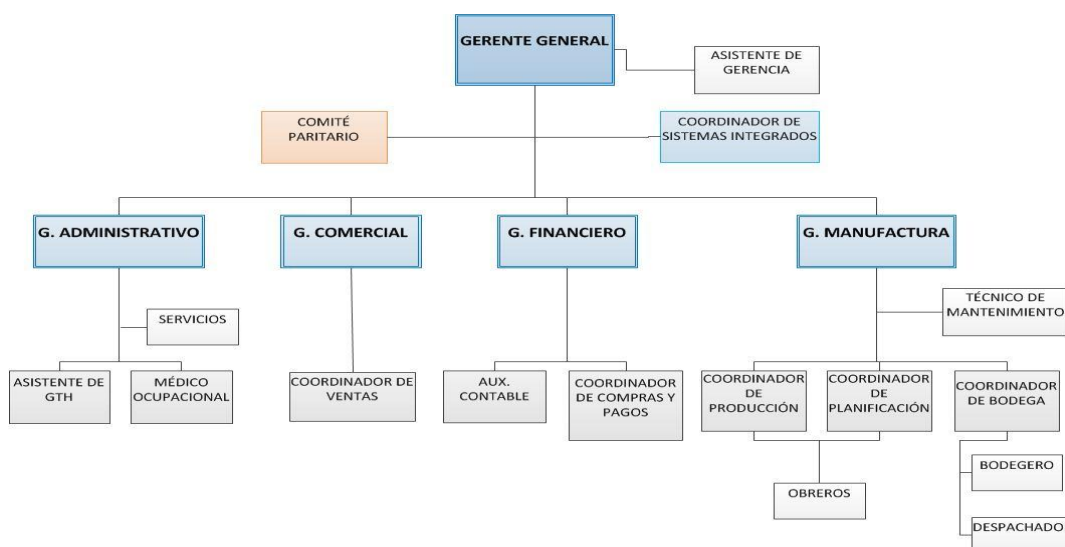 GERENTE GENERAL
ASISTENTE DE
GERENCIA
COMITÉ
PARITARIO
COORDINADOR DE
SISTEMAS INTEGRADOS
G. ADMINISTRATIVO
G. COMERCIAL
G. FINANCIERO
G. MANUFACTURA
SERVICIOS
TÉCNICO DE
MANTENIMIENTO
ASISTENTE DE
GTH
MÉDICO
OCUPACIONAL
COORDINADOR DE
VENTAS
AUX.
CONTABLE
COORDINADOR
DE COMPRAS Y
PAGOS
COORDINADOR
DE
PRODUCCIÓN
COORDINADOR
DE
PLANIFICACIÓN
COORDINADOR
DE BODEGA
OBREROS
BODEGERO
DESPACHADO